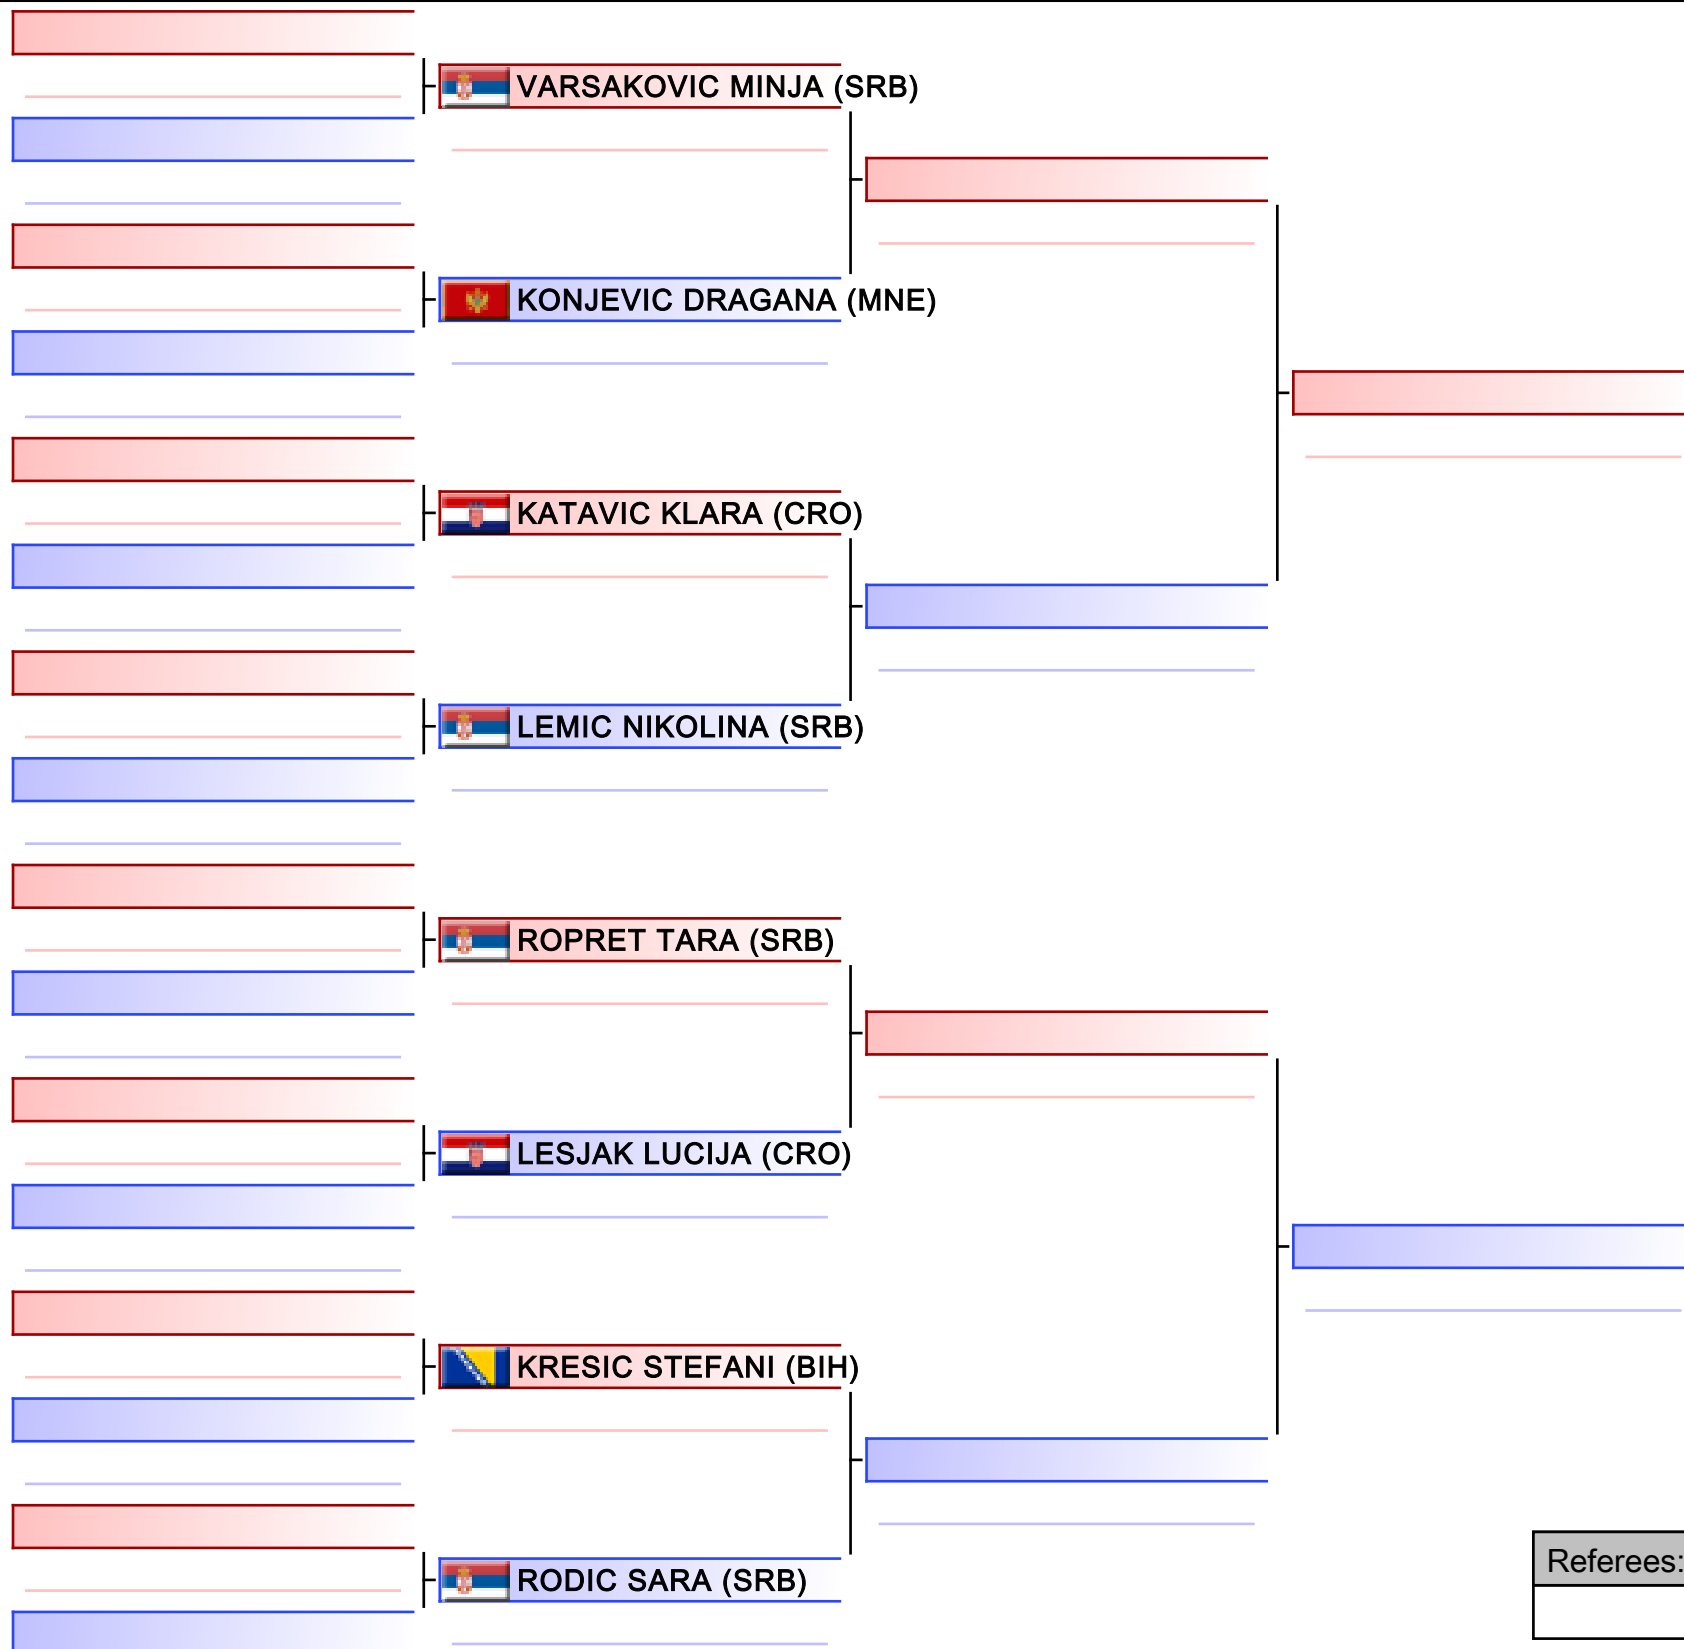 VARSAKOVIC MINJA (SRB)
KONJEVIC DRAGANA (MNE)
KATAVIC KLARA (CRO)
LEMIC NIKOLINA (SRB)
ROPRET TARA (SRB)
LESJAK LUCIJA (CRO)
KRESIC STEFANI (BIH)
RODIC SARA (SRB)
Referees: